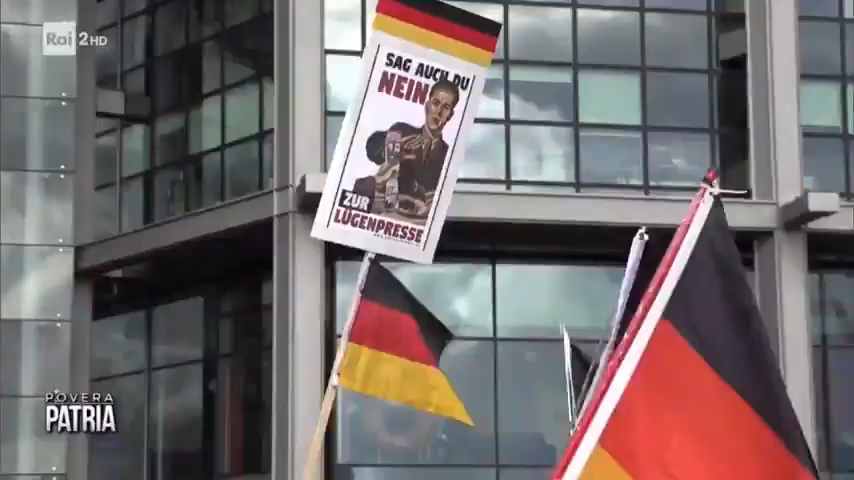 Rai 2HD
SAG AUCH DU
NEIN
ZUR
LÜGENPRESSE
POVERA
PATRIA